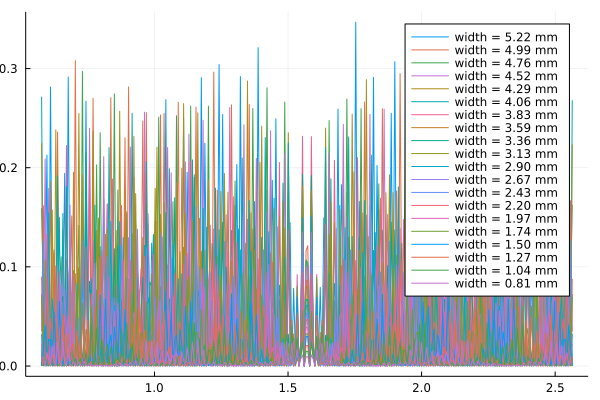 width = 5.22 mm
width = 4.99 mm
width = 4.76 mm
width = 4.52 mm
width = 4.29 mm
width = 4.06 mm
width = 3.83 mm
width = 3.59 mm
width = 3.36 mm
width = 3.13 mm
width = 2.90 mm
width = 2.67 mm
width = 2.43 mm
width = 2.20 mm
width = 1.97 mm
width = 1.74 mm
width = 1.50 mm
width = 1.27 mm
width = 1.04 mm
width = 0.81 mm
0.3
0.2
0.1
0.0
1.0 1.5 2.0 2.5